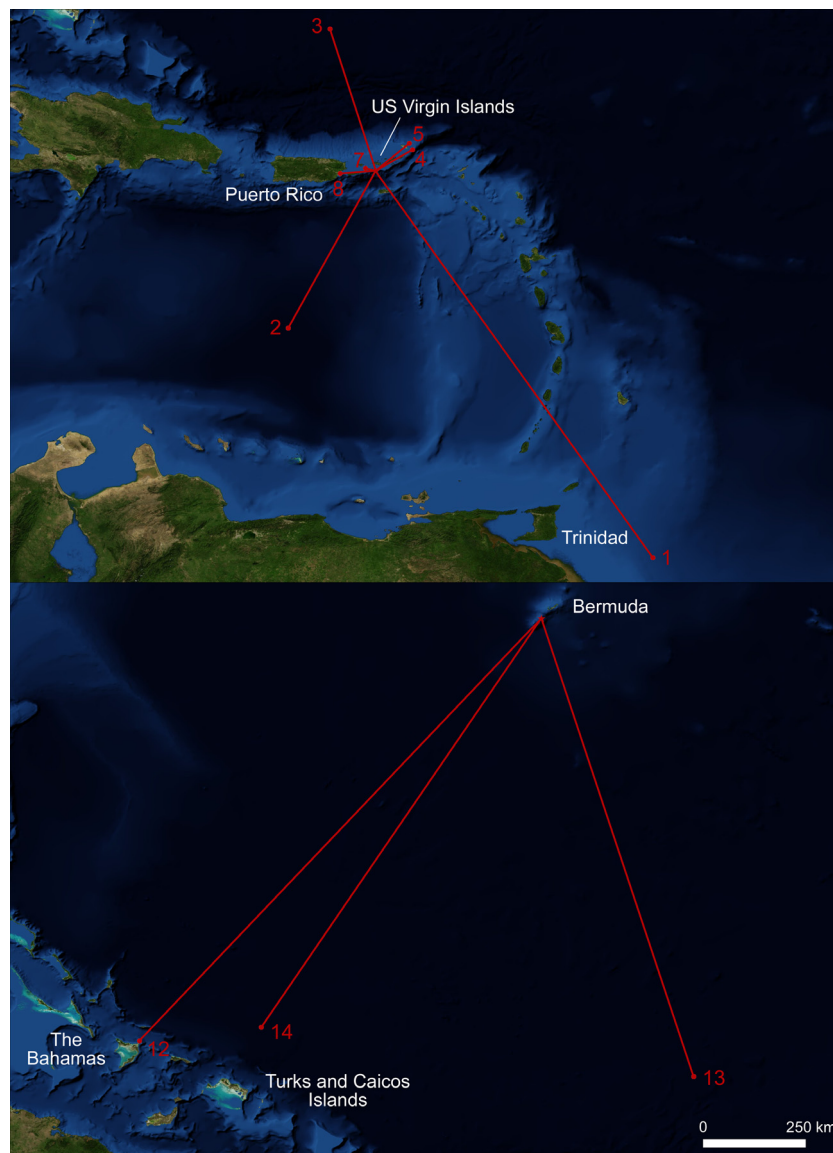 3
US Virgin Islands
5
4
7
8
Puerto Rico
2
Trinidad
1
Bermuda
12
14
The
Bahamas
Turks and Caicos
Islands
13
0 250 km